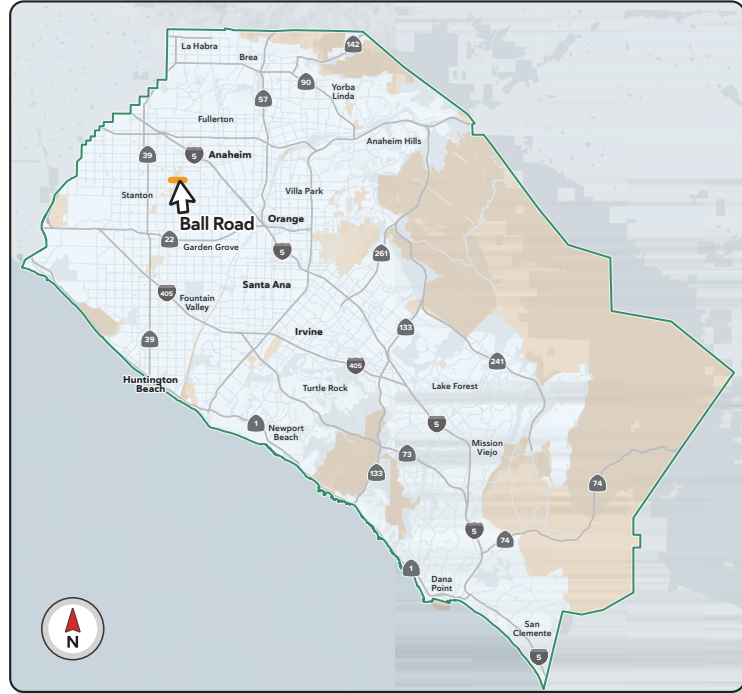 142
La Habra
Brea
90
Yorba
Linda
57
Fullerton
Anaheim Hills
39
5
Anaheim
Stanton
Villa Park
Ball Road
Orange
22
Garden Grove
5
261
Santa Ana
405
Fountain
Valley
133
Irvine
39
241
405
Huntington
Beach
Turtle Rock
Lake Forest
1
Newport
Beach
5
Mission
Viejo
73
133
74
5
74
1
Dana
Point
San
Clemente
5
N